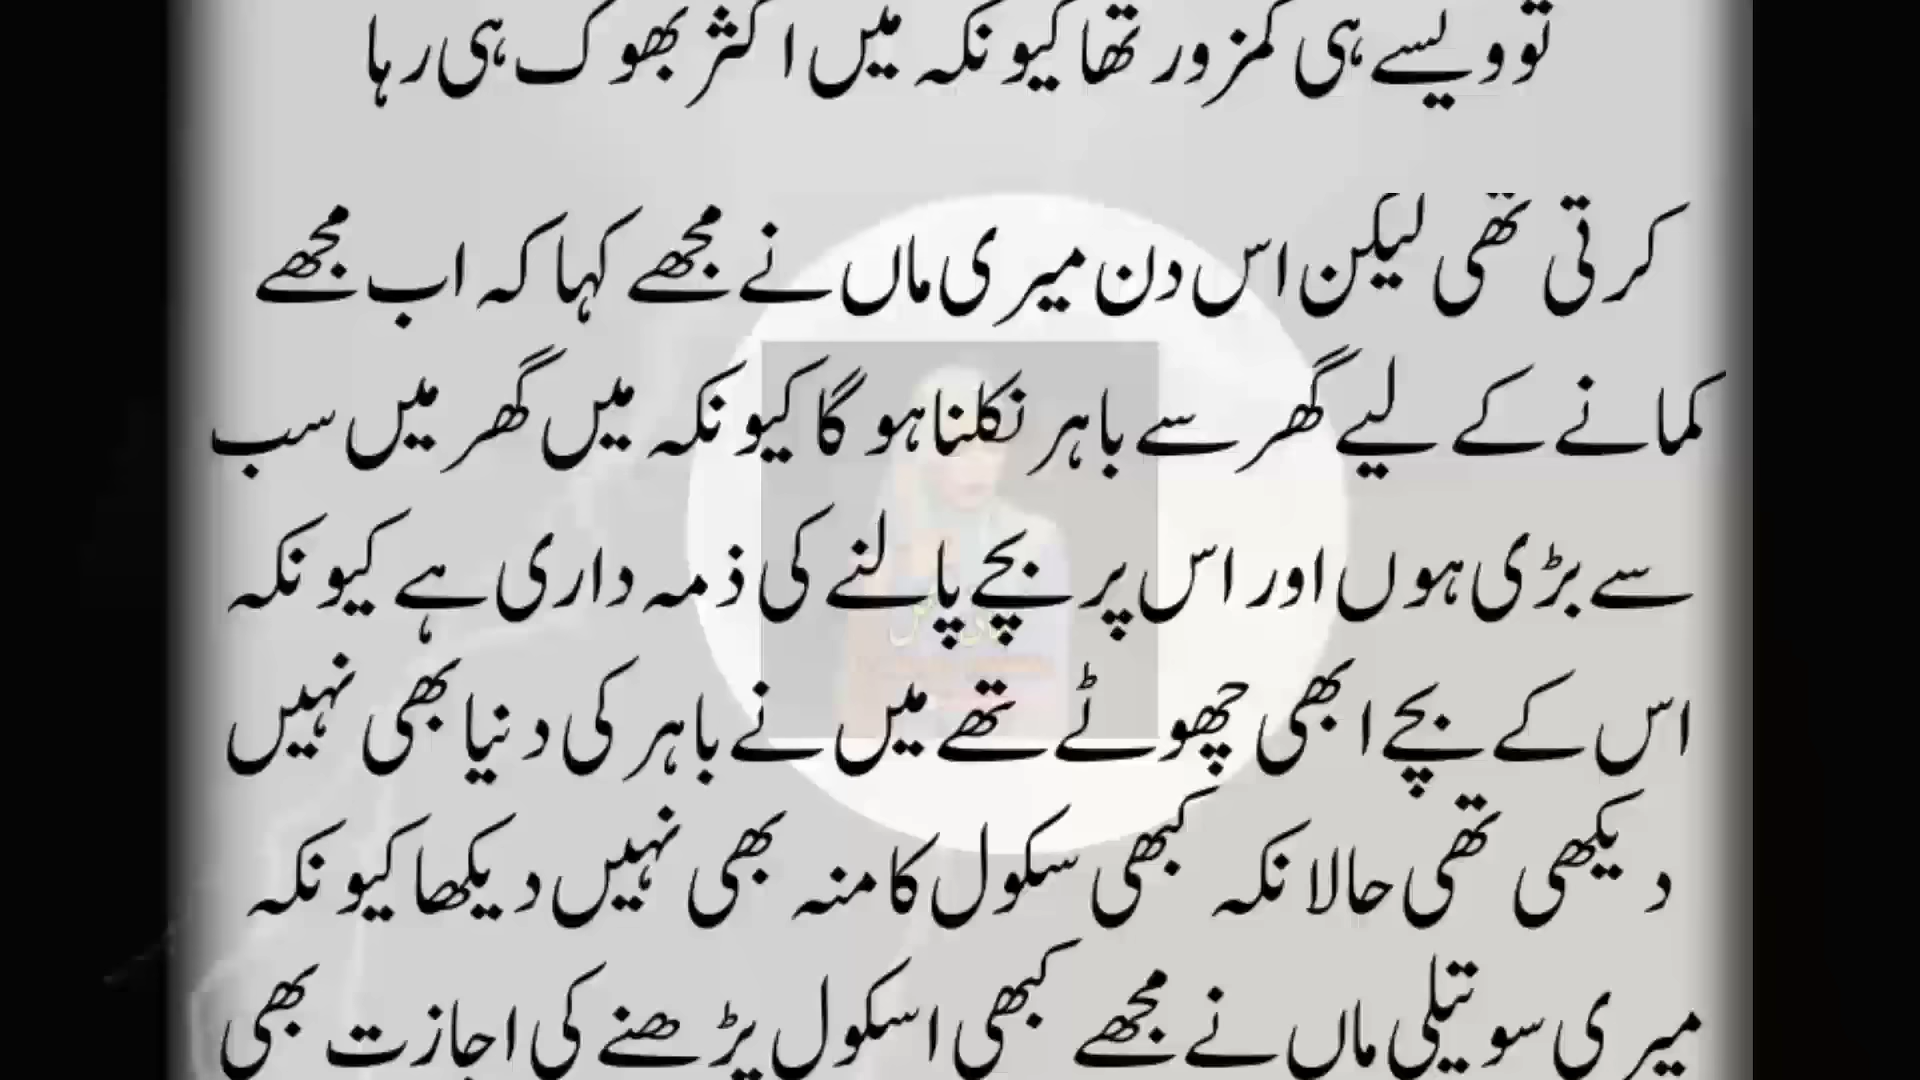 تو ویسے ہی کمزور تھا کیونکہ میں اکثر بھوک ہی رہا
کرتی تھی لیکن اس دن میری ماں نے مجھے کہا کہ اب مجھے
کمانے کے لیے گھر سے باہر نکلنا ہو گا کیونکہ میں گھر میں سب
سے بڑی ہوں اور اس پر بچے پالنے کی ذمہ داری ہے کیونکہ
اس کے بچے ابھی چھوٹے تھے میں نے باہر کی دنیا بھی نہیں
دیکھی تھی حالانکہ کبھی سکول کا منہ بھی نہیں دیکھا کیونکہ
میری سوتیلی ماں نے مجھے کبھی اسکول پڑھنے کی اجازت بھی